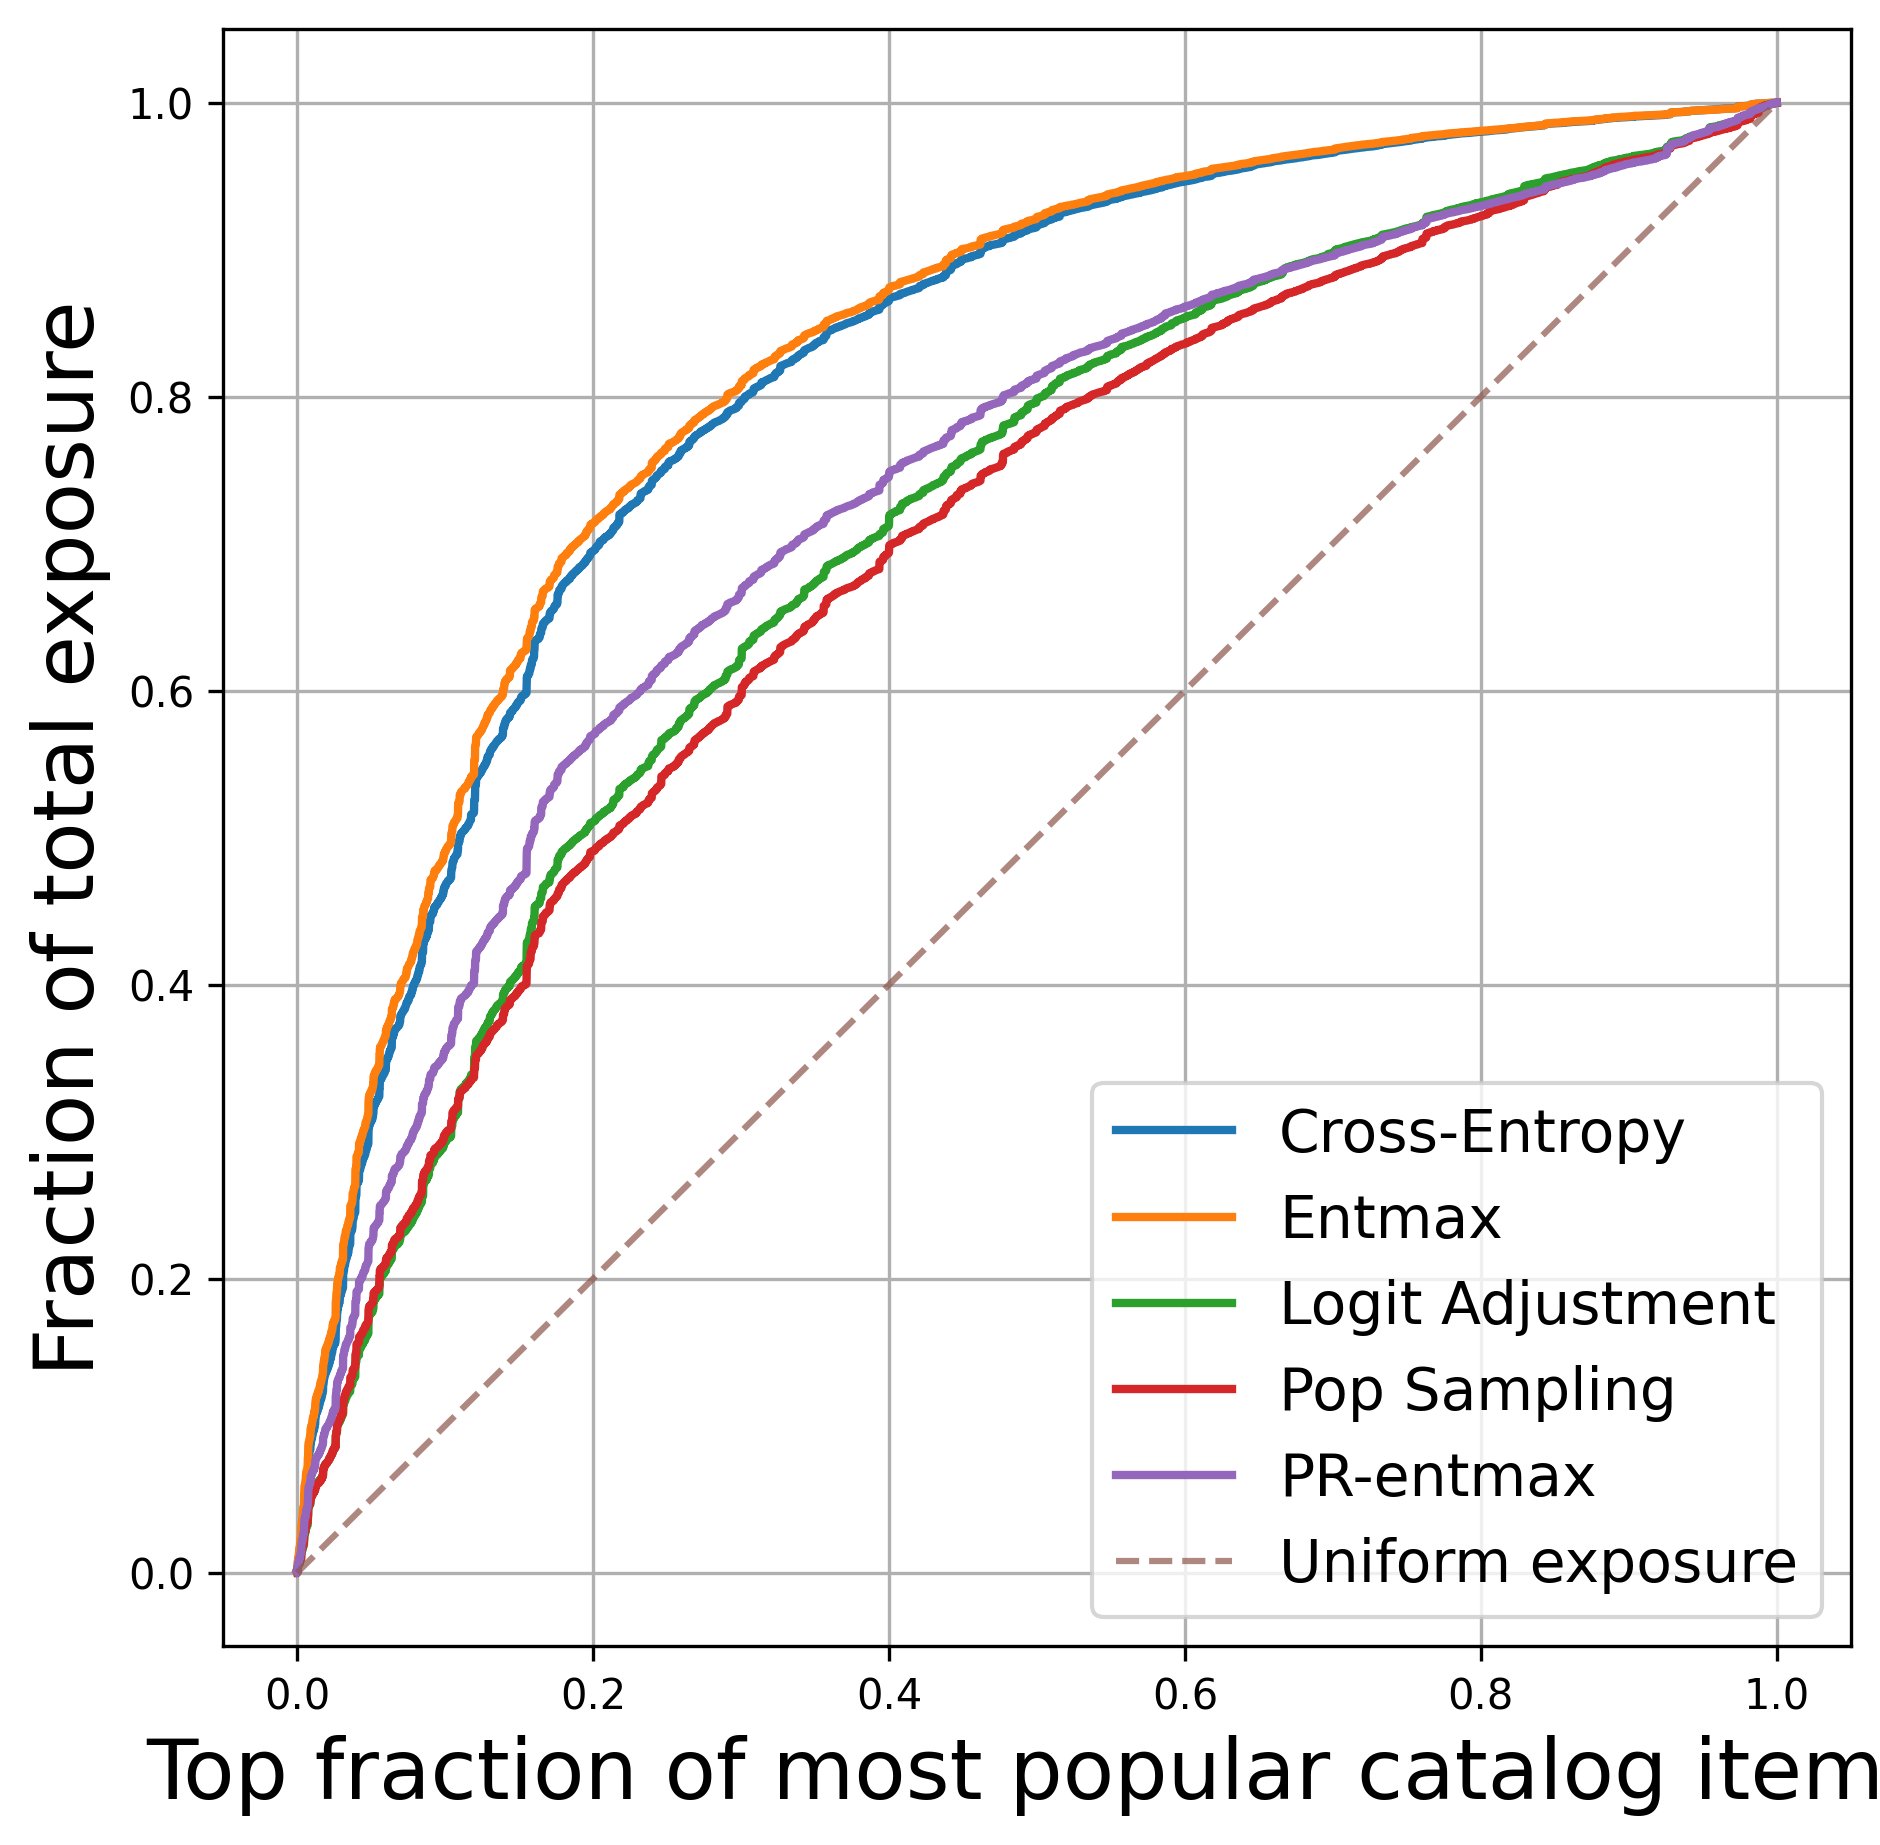 Fraction of total exposure
1.0
0.8
0.6
0.4
0.2
0.0
Cross-Entropy
Entmax
Logit Adjustment
Pop Sampling
PR-entmax
Uniform exposure
0.0 0.2 0.4 0.6 0.8 1.0
Top fraction of most popular catalog item